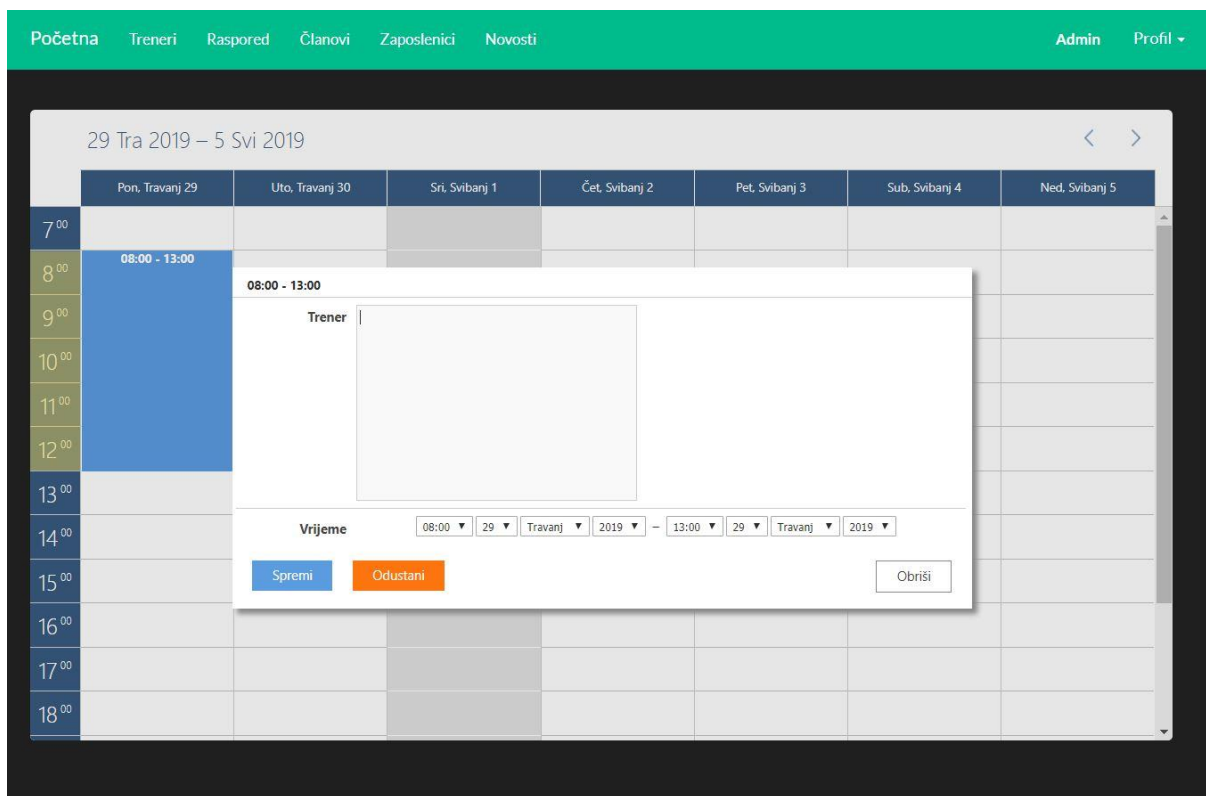 Početna Treneri Raspored Članovi Zaposlenici Novosti Admin Profil
29 Tra 2019 – 5 Svi 2019
Pon, Travanj 29 Uto, Travanj 30 Sri, Svibanj 1 Čet, Svibanj 2 Pet, Svibanj 3 Sub, Svibanj 4 Ned, Svibanj 5
7 00
8 00 08:00 - 13:00
08:00 - 13:00
9 00 Trener
10 00
11 00
12 00
13 00
14 00 Vrijeme 08:00 29 Travanj 2019 – 13:00 29 Travanj 2019
15 00 Spremi Odustani Obriši
16 00
17 00
18 00